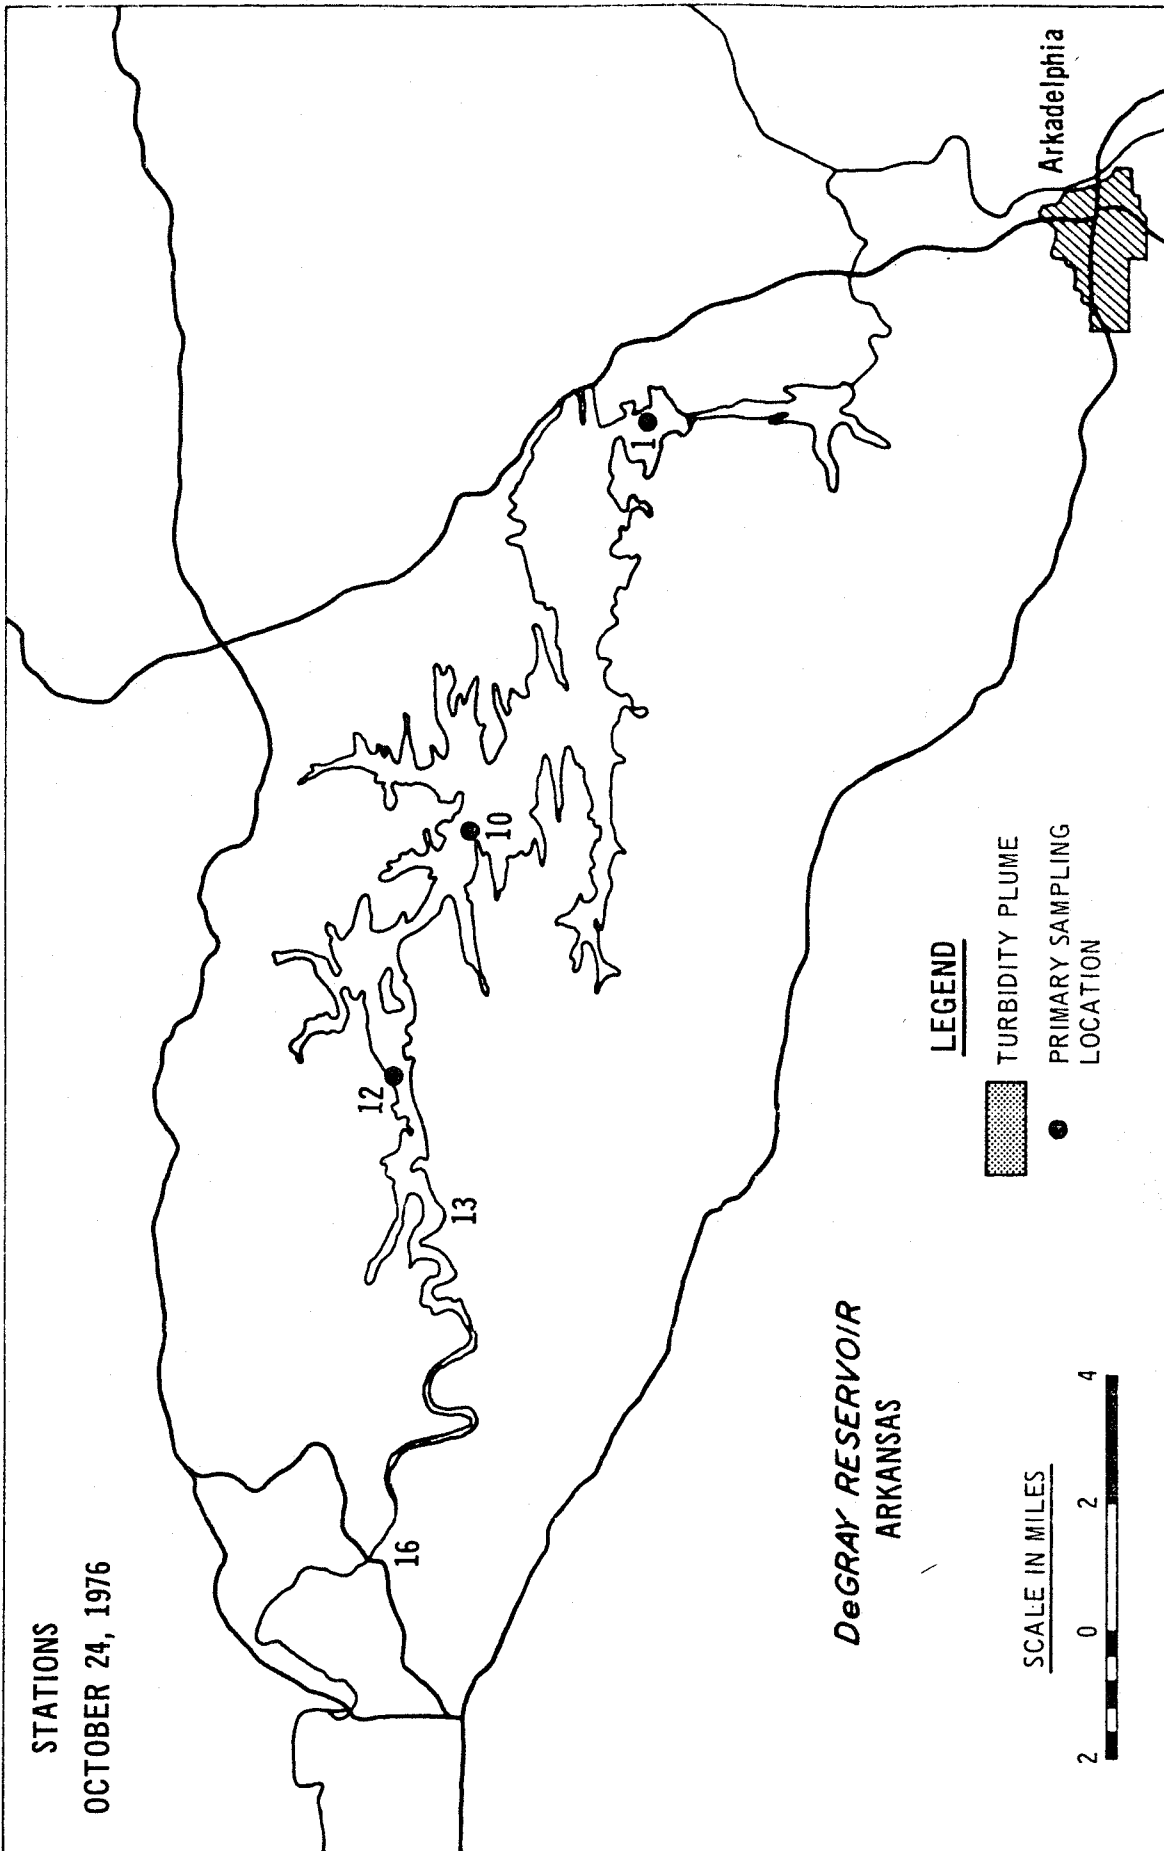 STATIONS
OCTOBER 24, 1976
16
13
12
10
1
Arkadelphia
DeGRAY RESERVOIR
ARKANSAS
LEGEND
TURBIDITY PLUME
PRIMARY SAMPLING
LOCATION
SCALE IN MILES
2 0 2 4